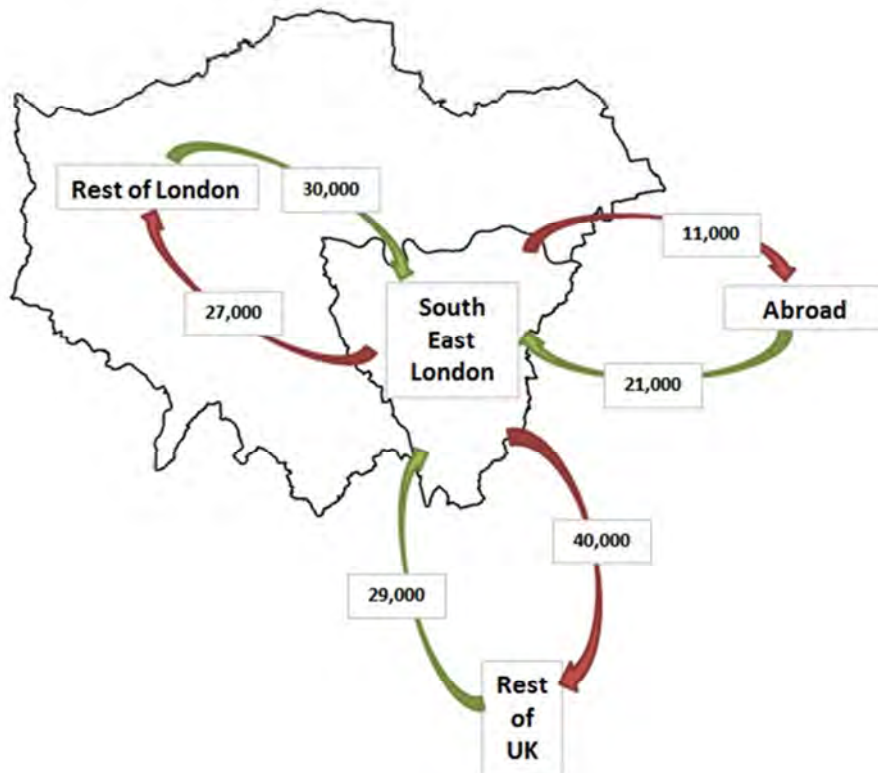 Rest of London
30,000
11,000
27,000
South
East
London
Abroad
21,000
40,000
29,000
Rest
of
UK